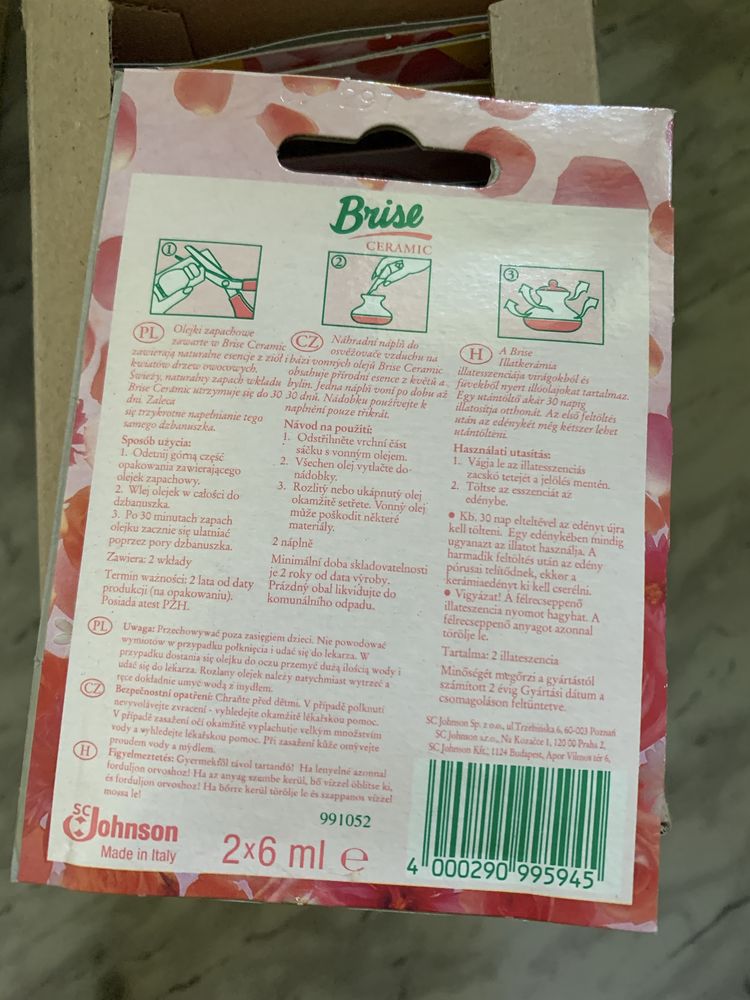 297
Brise
CERAMIC
1
2
3
PL Olejki zapachowe
zawarte w Brise Ceramic
zawierają naturalne esencje z ziół i
kwiatów drzew owocowych.
Świeży, naturalny zapach wkładu
Brise Ceramic utrzymuje się do 30
dni. Zaleca
się trzykrotne napełnianie tego
samego dzbanuszka.
Sposób użycia:
1. Odetnij górną część
opakowania zawierającego
olejek zapachowy.
2. Wlej olejek w całości do
dzbanuszka.
3. Po 30 minutach zapach
olejku zacznie się ulatniać
poprzez pory dzbanuszka.
Zawiera: 2 wkłady
Termin ważności: 2 lata od daty
produkcji (na opakowaniu).
Posiada atest PZH.
CZ Náhradní náplň do
osvěžovače vzduchu na
bázi vonných olejů Brise Ceramic
obsahuje přírodní esence z květů a
bylin. Jedna náplň voní po dobu až
30 dnů. Nádobku používejte k
naplnění pouze třikrát.
Návod na použití:
1. Odstřihněte vrchní část
sáčku s vonným olejem.
2. Všechen olej vytlačte do
nádobky.
3. Rozlitý nebo ukápnutý olej
okamžitě setřete. Vonný olej
může poškodit některé
materiály.
2 náplně
Minimální doba skladovatelnosti
je 2 roky od data výroby.
Prázdný obal likvidujte do
komunálního odpadu.
H A Brise
Illatkerámia
illatesszenciája virágokból és
füvekből nyert illóolajokat tartalmaz.
Egy utántöltő akár 30 napig
illatosítja otthonát. Az első feltöltés
után az edénykét még kétszer lehet
utántölteni.
Használati utasítás:
1. Vágja le az illatesszenciás
zacskó tetejét a jelölés mentén.
2. Töltse az esszenciát az
edénybe.
• Kb. 30 nap elteltével az edényt újra
kell tölteni. Egy edénykében mindig
ugyanazt az illatot használja. A
harmadik feltöltés után az edény
pórusai telítődnek, ekkor a
kerámiaedényt ki kell cserélni.
• Vigyázat! A félrecseppenő
illateszencia nyomot hagyhat. A
félrecseppenő anyagot azonnal
törölje le.
Tartalma: 2 illateszencia
Minőségét megőrzi a gyártástól
számított 2 évig Gyártási dátum a
csomagoláson feltüntetve.
PL Uwaga: Przechowywać poza zasięgiem dzieci. Nie powodować
wymiotów w przypadku połknięcia i udać się do lekarza. W
przypadku dostania się olejku do oczu przemyć dużą ilością wody i
udać się do lekarza. Rozlany olejek należy natychmiast wytrzeć a
ręce dokładnie umyć wodą z mydłem.
CZ Bezpečnostní opatření: Chraňte před dětmi. V případě polknutí
nevyvolávejte zvracení - vyhledejte okamžitě lékařskou pomoc.
V případě zasažení očí okamžitě vyplachujte velkým množstvím
vody a vyhledejte lékařskou pomoc. Při zasažení kůže omývejte
proudem vody a mýdlem.
H Figyelmeztetés: Gyermekről távol tartandó! Ha lenyelné azonnal
forduljon orvoshoz! Ha az anyag szembe kerül, bő vízzel öblítse ki,
és forduljon orvoshoz! Ha bőrre kerül törölje le és szappanos vízzel
mossa le!
SC Johnson Sp. z o.o., ul.Trzebińska 6, 60-003 Poznań
SC Johnson s.r.o., Na Kozačce 1, 120 00 Praha 2,
SC Johnson Kft., 1124 Budapest, Apor Vilmos tér 6,
991052
SC Johnson
Made in Italy
2x6 ml e
4 000290 995945